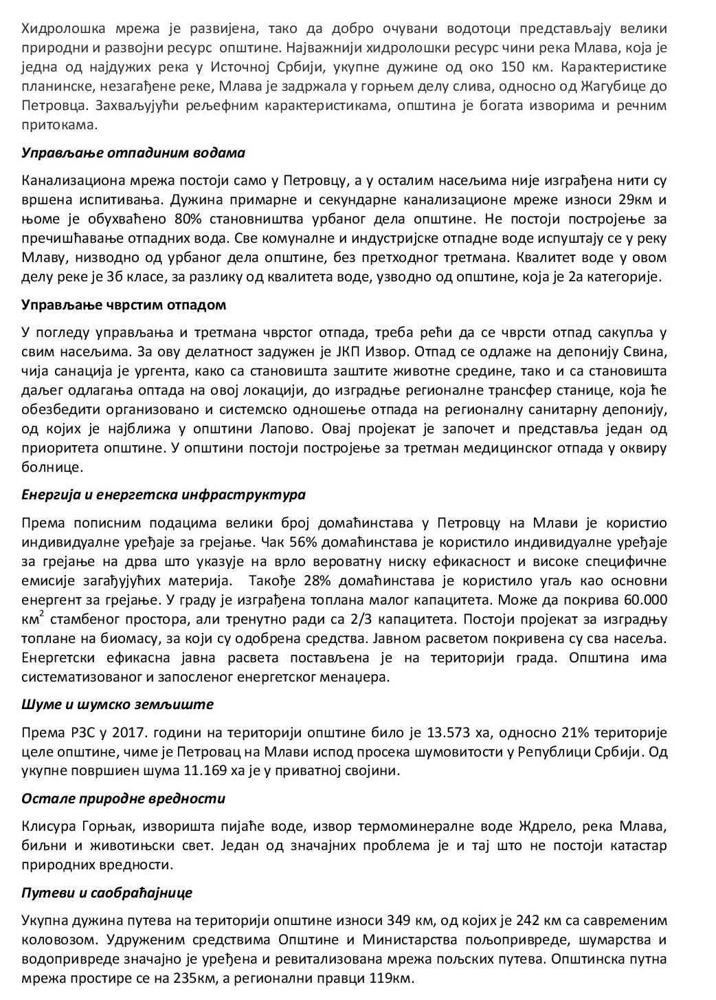 Хидролошка мрежа је развијена, тако да добро очувани водотоци представљају велики
природни и развојни ресурс општине. Најважнији хидролошки ресурс чини река Млава, која је
једна од најдужих река у Источној Србији, укупне дужине од око 150 км. Карактеристике
планинске, незагађене реке, Млава је задржала у горњем делу слива, односно од Жагубице до
Петровца. Захваљујући рељефним карактеристикама, општина је богата изворима и речним
притокама.
Управљање отпадиним водама
Канализациона мрежа постоји само у Петровцу, а у осталим насељима није изграђена нити су
вршена испитивања. Дужина примарне и секундарне канализационе мреже износи 29км и
њоме је обухваћено 80% становништва урбаног дела општине. Не постоји постројење за
пречишћавање отпадних вода. Све комуналне и индустријске отпадне воде испуштају се у реку
Млаву, низводно од урбаног дела општине, без претходног третмана. Квалитет воде у овом
делу реке је 3б класе, за разлику од квалитета воде, узводно од општине, која је 2а категорије.
Управљање чврстим отпадом
У погледу управљања и третмана чврстог отпада, треба рећи да се чврсти отпад сакупља у
свим насељима. За ову делатност задужен је ЈКП Извор. Отпад се одлаже на депонију Свина,
чија санација је ургента, како са становишта заштите животне средине, тако и са становишта
даљег одлагања оптада на овој локацији, до изградње регионалне трансфер станице, која ће
обезбедити организовано и системско одношење отпада на регионалну санитарну депонију,
од којих је најближа у општини Лапово. Овај пројекат је започет и представља један од
приоритета општине. У општини постоји постројење за третман медицинског отпада у оквиру
болнице.
Енергија и енергетска инфраструктура
Према пописним подацима велики број домаћинстава у Петровцу на Млави је користио
индивидуалне уређаје за грејање. Чак 56% домаћинстава је користило индивидуалне уређаје
за грејање на дрва што указује на врло вероватну ниску ефикасност и високе специфичне
емисије загађујућих материја. Такође 28% домаћинстава је користило угаљ као основни
енергент за грејање. У граду је изграђена топлана малог капацитета. Може да покрива 60.000
км² стамбеног простора, али тренутно ради са 2/3 капацитета. Постоји пројекат за изградњу
топлане на биомасу, за који су одобрена средства. Јавном расветом покривена су сва насеља.
Енергетски ефикасна јавна расвета постављена је на територији града. Општина има
систематизованог и запосленог енергетског менаџера.
Шуме и шумско земљиште
Према РЗС у 2017. години на територији општине било је 13.573 ха, односно 21% територије
целе општине, чиме је Петровац на Млави испод просека шумовитости у Републици Србији. Од
укупне површиен шума 11.169 ха је у приватној својини.
Остале природне вредности
Клисура Горњак, изворишта пијаће воде, извор термоминералне воде Ждрело, река Млава,
биљни и животињски свет. Један од значајних проблема је и тај што не постоји катастар
природних вредности.
Путеви и саобраћајнице
Укупна дужина путева на територији општине износи 349 км, од којих је 242 км са савременим
коловозом. Удруженим средствима Општине и Министарства пољопривреде, шумарства и
водопривреде значајно је уређена и ревитализована мрежа пољских путева. Општинска путна
мрежа простире се на 235км, а регионални правци 119км.